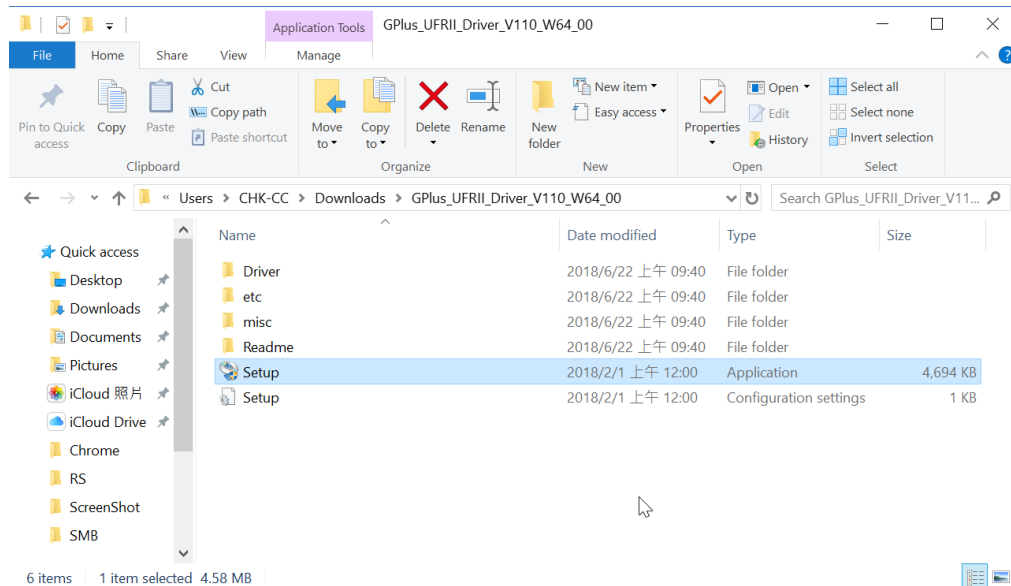 Application Tools GPlus_UFRII_Driver_V110_W64_00
File Home Share View Manage ?
Pin to Quick access
Copy
Paste
Cut
Copy path
Paste shortcut
Clipboard
Move to
Copy to
Delete
Rename
Organize
New folder
New item
Easy access
New
Properties
Open
Edit
History
Open
Select all
Select none
Invert selection
Select
« Users > CHK-CC > Downloads > GPlus_UFRII_Driver_V110_W64_00
Search GPlus_UFRII_Driver_V11...
Quick access
Desktop
Downloads
Documents
Pictures
iCloud 照片
iCloud Drive
Chrome
RS
ScreenShot
SMB
Name Date modified Type Size
Driver 2018/6/22 上午 09:40 File folder
etc 2018/6/22 上午 09:40 File folder
misc 2018/6/22 上午 09:40 File folder
Readme 2018/6/22 上午 09:40 File folder
Setup 2018/2/1 上午 12:00 Application 4,694 KB
Setup 2018/2/1 上午 12:00 Configuration settings 1 KB
6 items 1 item selected 4.58 MB